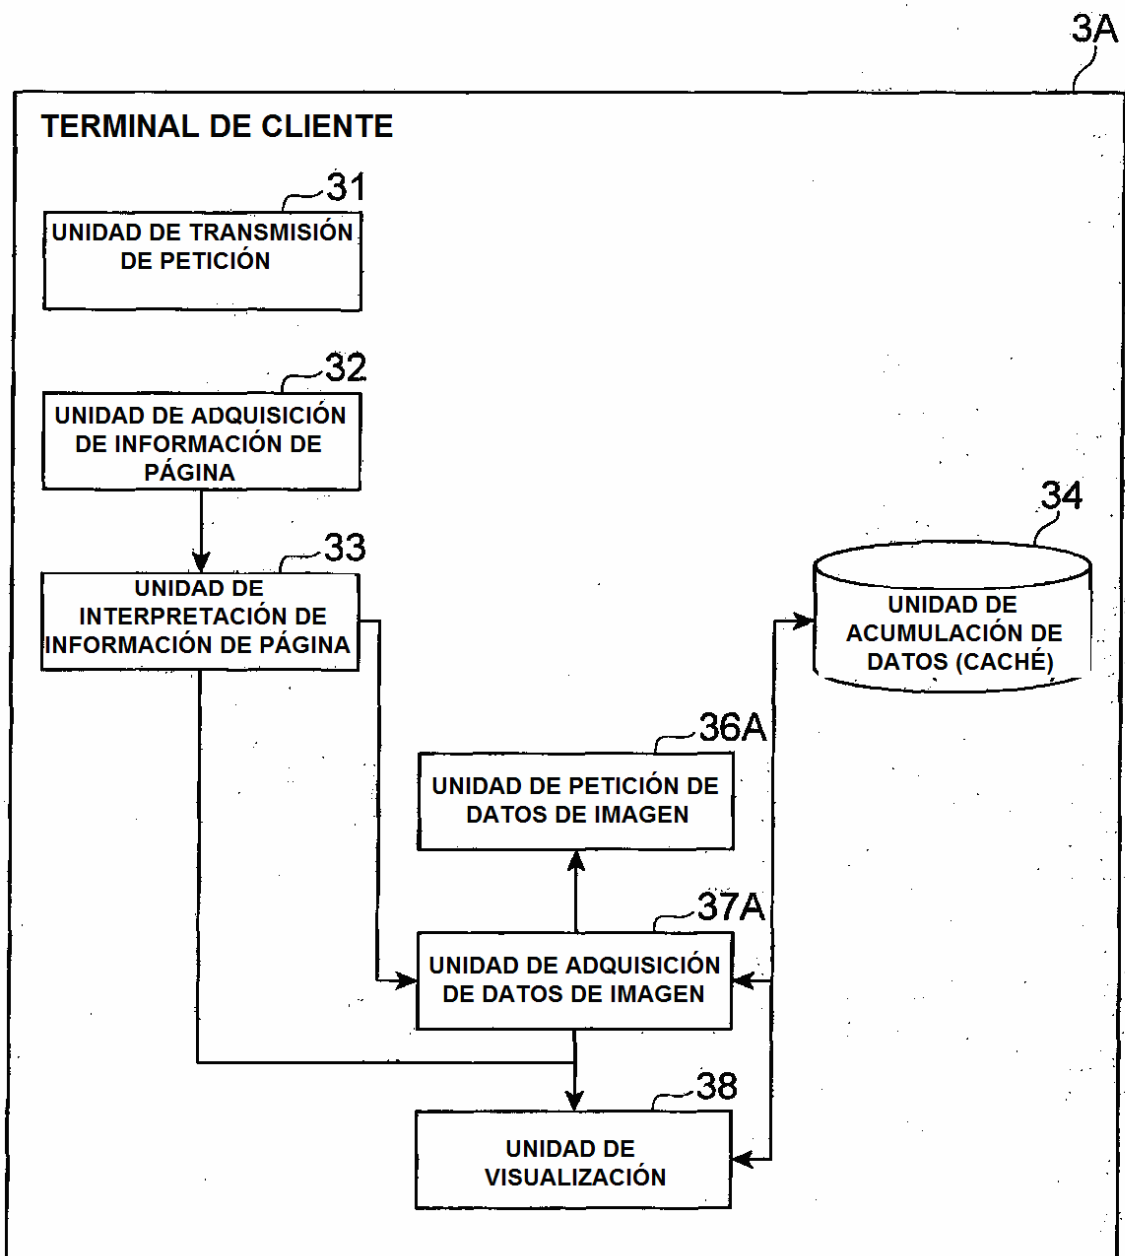 3A
TERMINAL DE CLIENTE
31
UNIDAD DE TRANSMISIÓN
DE PETICIÓN
32
UNIDAD DE ADQUISICIÓN
DE INFORMACIÓN DE
PÁGINA
33
UNIDAD DE
INTERPRETACIÓN DE
INFORMACIÓN DE PÁGINA
34
UNIDAD DE
ACUMULACIÓN DE
DATOS (CACHÉ)
36A
UNIDAD DE PETICIÓN DE
DATOS DE IMAGEN
37A
UNIDAD DE ADQUISICIÓN
DE DATOS DE IMAGEN
38
UNIDAD DE
VISUALIZACIÓN